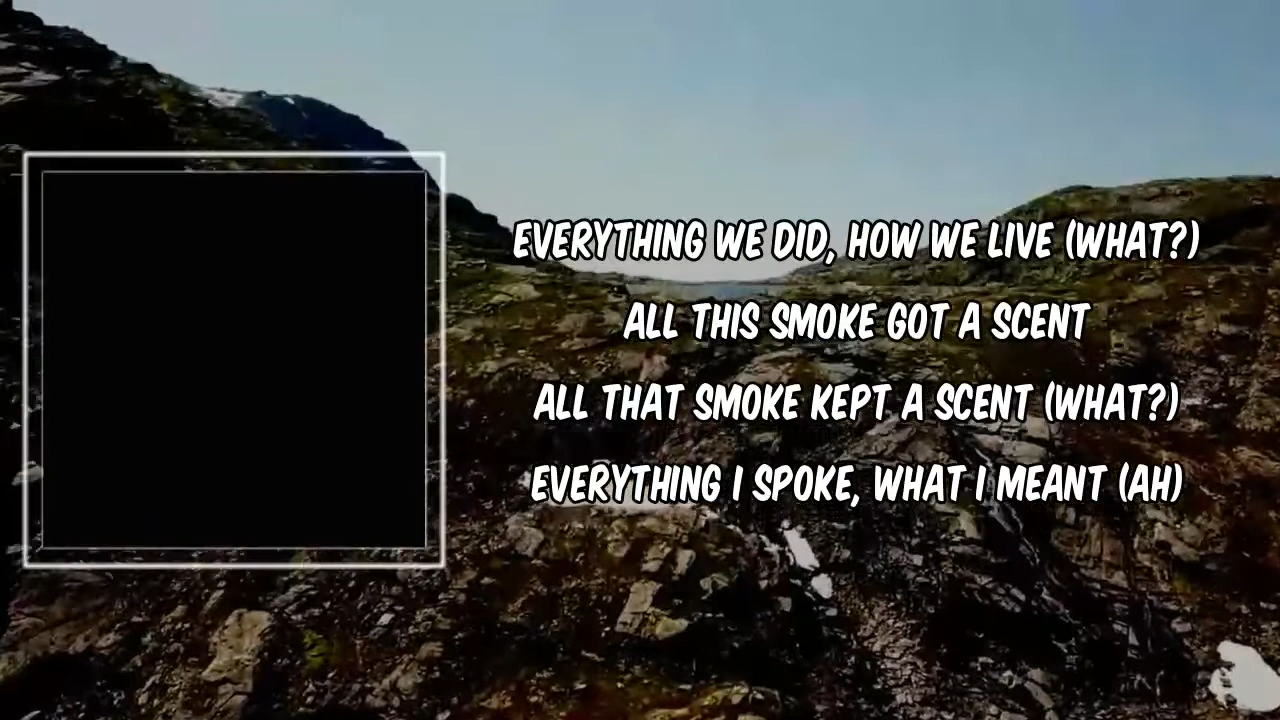 EVERYTHING WE DID, HOW WE LIVE (WHAT?)
ALL THIS SMOKE GOT A SCENT
ALL THAT SMOKE KEPT A SCENT (WHAT?)
EVERYTHING I SPOKE, WHAT I MEANT (AH)